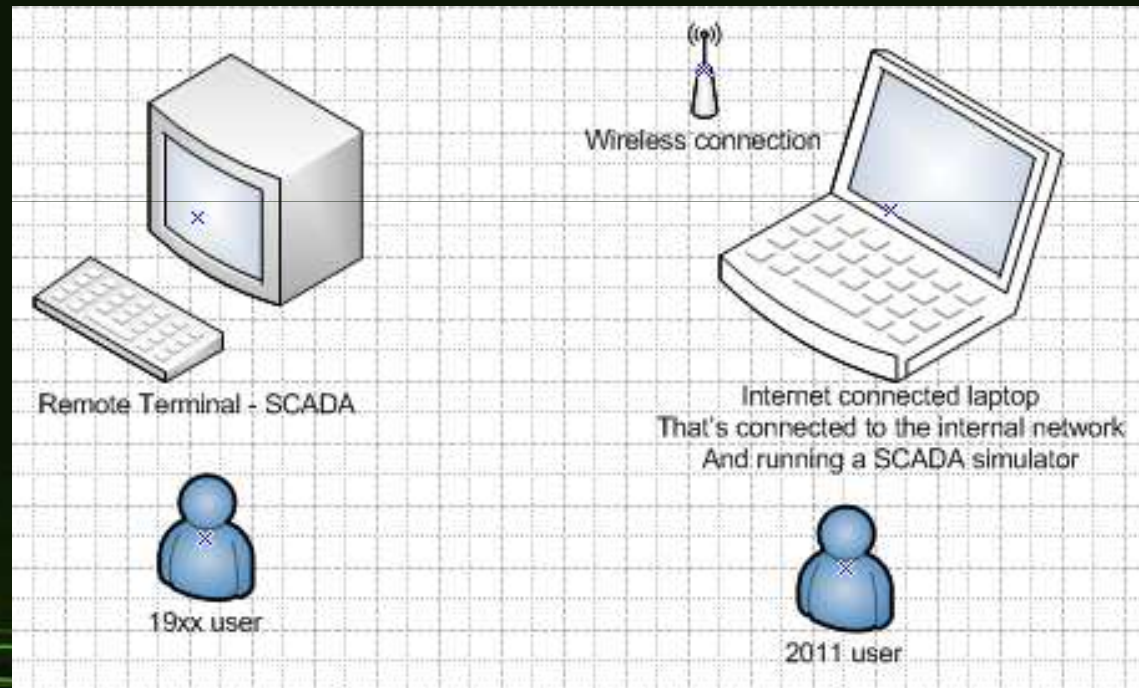 Wireless connection
Remote Terminal - SCADA
Internet connected laptop
That's connected to the internal network
And running a SCADA simulator
19xx user
2011 user